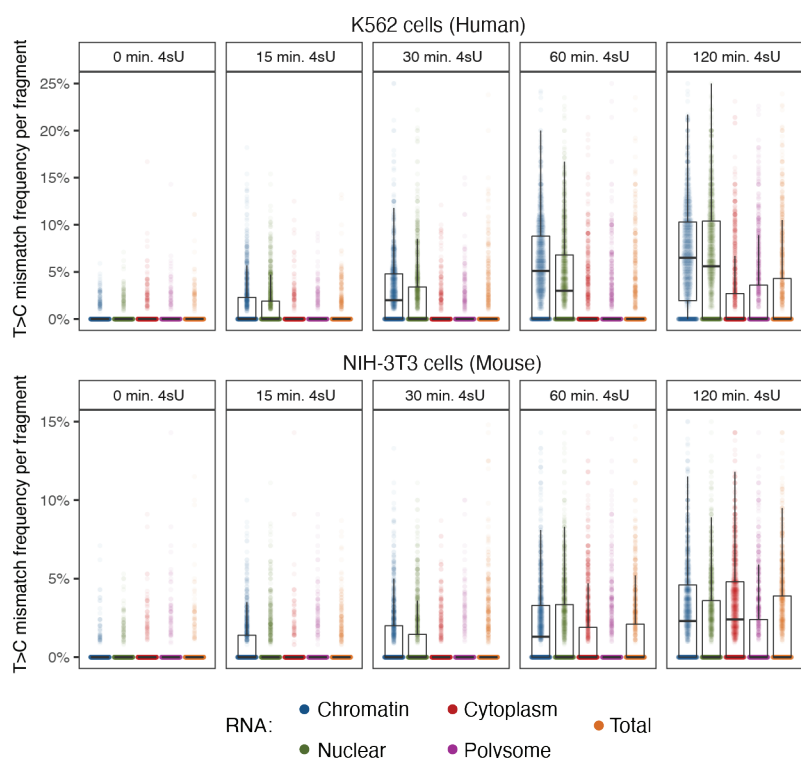 K562 cells (Human)
0 min. 4sU 15 min. 4sU 30 min. 4sU 60 min. 4sU 120 min. 4sU
T>C mismatch frequency per fragment
25%
20%
15%
10%
5%
0%
NIH-3T3 cells (Mouse)
0 min. 4sU 15 min. 4sU 30 min. 4sU 60 min. 4sU 120 min. 4sU
T>C mismatch frequency per fragment
15%
10%
5%
0%
RNA: Chromatin Cytoplasm Total
Nuclear Polysome